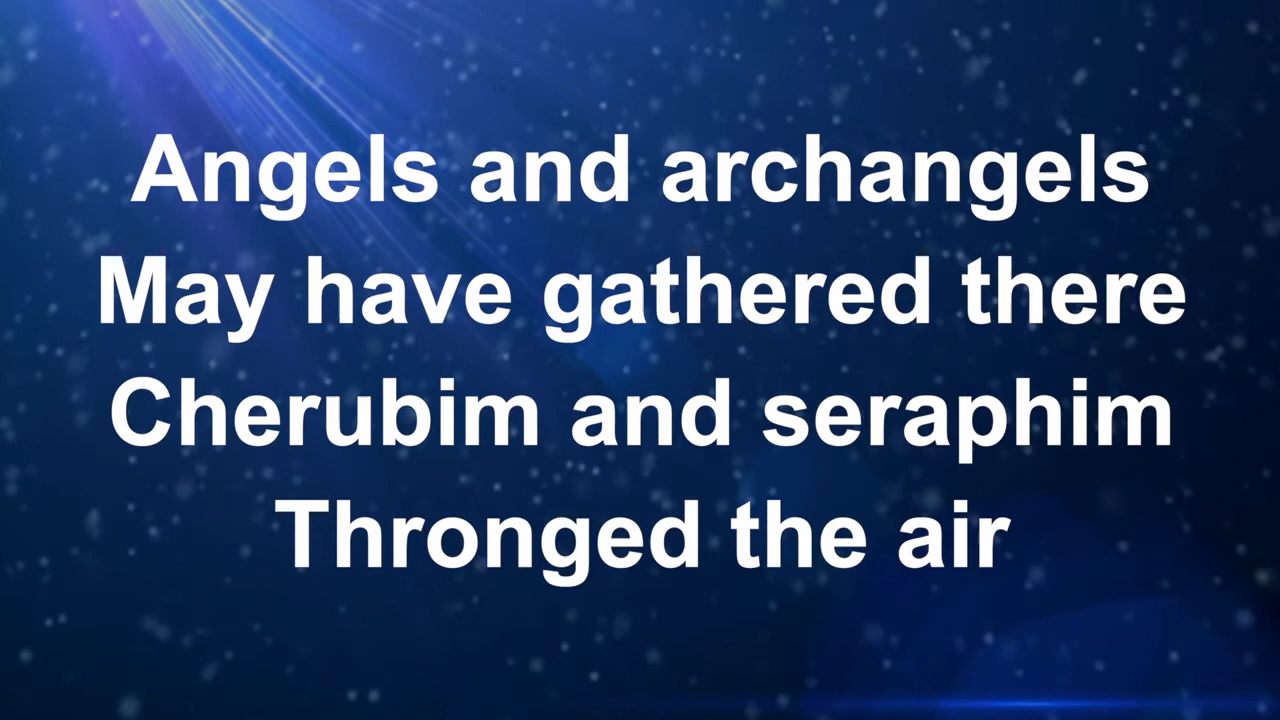 Angels and archangels
May have gathered there
Cherubim and seraphim
Thronged the air